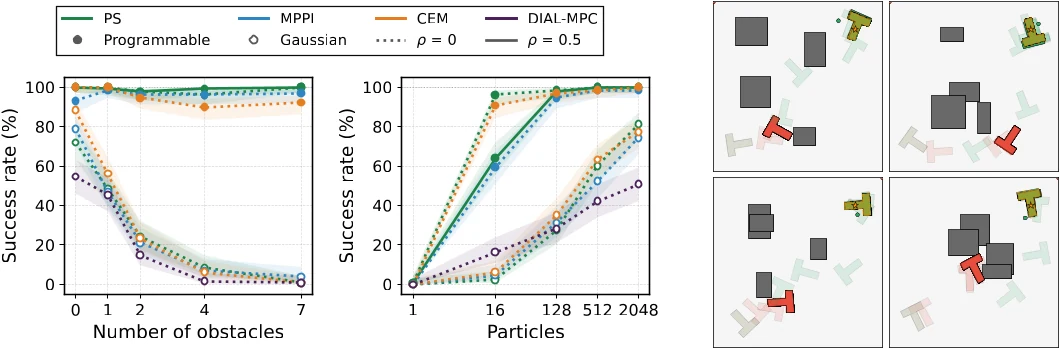 PS MPPI CEM DIAL-MPC
Programmable Gaussian ρ = 0 ρ = 0.5
Success rate (%)
100
80
60
40
20
0
0 1 2 4 7
Number of obstacles
Success rate (%)
100
80
60
40
20
0
1 16 128 512 2048
Particles